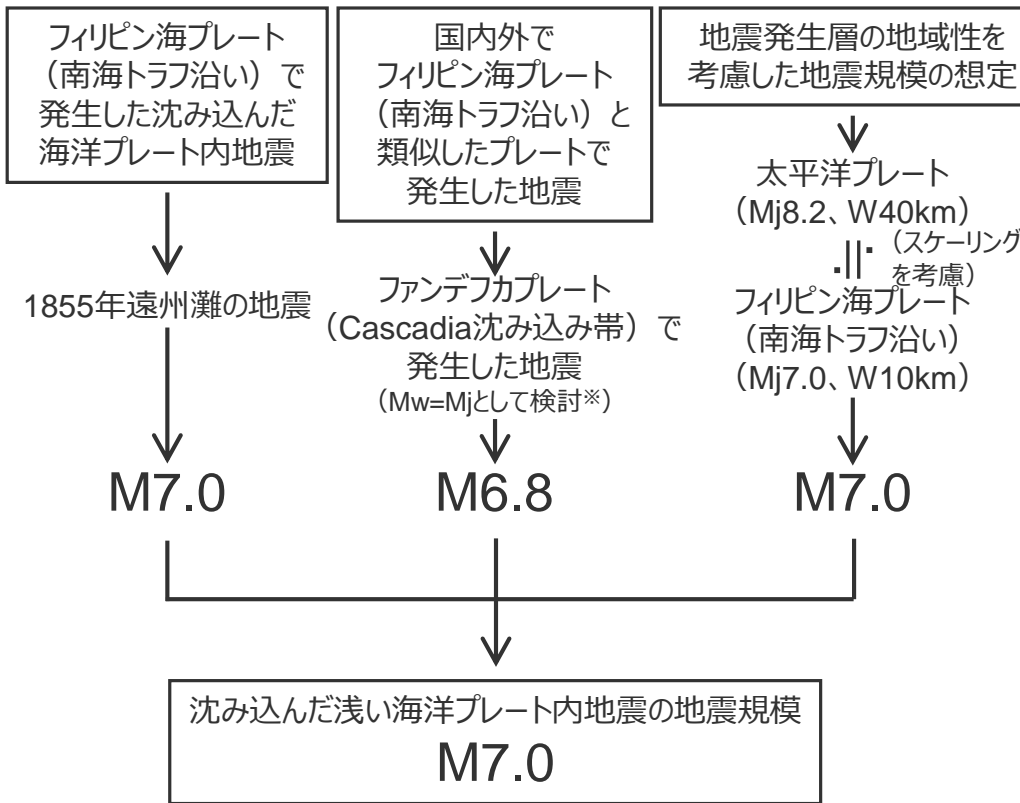 フィリピン海プレート
（南海トラフ沿い）で
発生した沈み込んだ
海洋プレート内地震
1855年遠州灘の地震
M7.0
国内外で
フィリピン海プレート
（南海トラフ沿い）と
類似したプレートで
発生した地震
ファンデフカプレート
（Cascadia沈み込み帯）で
発生した地震
（Mw=Mjとして検討※）
M6.8
地震発生層の地域性を
考慮した地震規模の想定
太平洋プレート
（Mj8.2、W40km）
（スケーリング
を考慮）
フィリピン海プレート
（南海トラフ沿い）
（Mj7.0、W10km）
M7.0
沈み込んだ浅い海洋プレート内地震の地震規模
M7.0